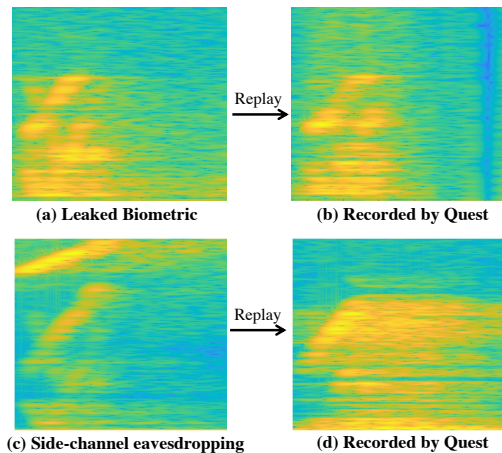 Replay
(a) Leaked Biometric
(b) Recorded by Quest
Replay
(c) Side-channel eavesdropping
(d) Recorded by Quest